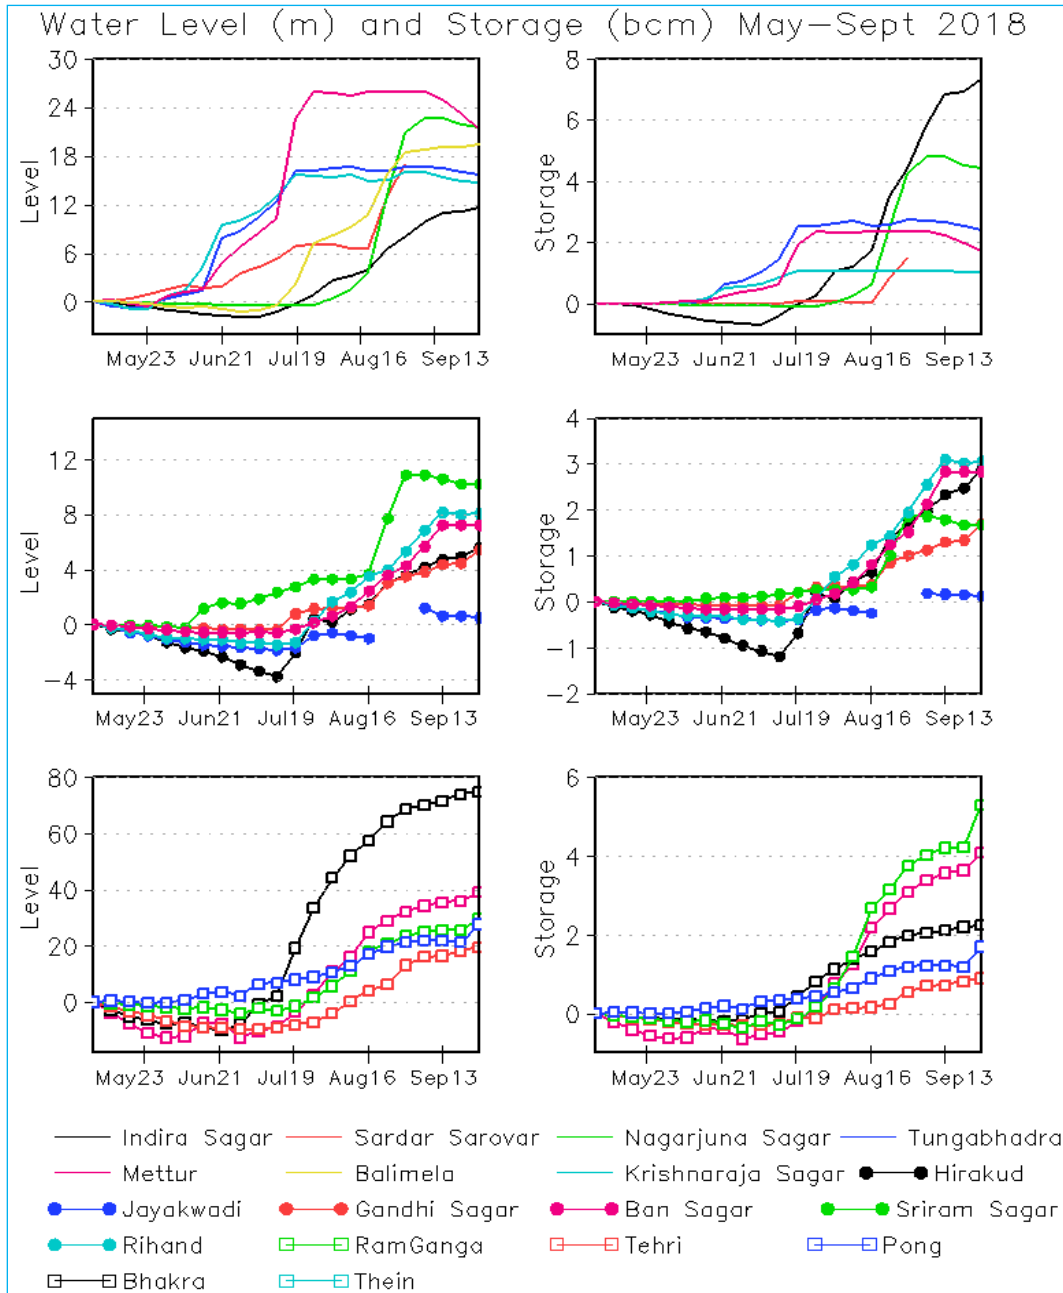 Water Level (m) and Storage (bcm) May-Sept 2018
30
24
18
12
6
0
Level
May23 Jun21 Jul19 Aug16 Sep13
8
6
4
2
0
Storage
May23 Jun21 Jul19 Aug16 Sep13
12
8
4
0
-4
Level
May23 Jun21 Jul19 Aug16 Sep13
4
3
2
1
0
-1
-2
Storage
May23 Jun21 Jul19 Aug16 Sep13
80
60
40
20
0
Level
May23 Jun21 Jul19 Aug16 Sep13
6
4
2
0
Storage
May23 Jun21 Jul19 Aug16 Sep13
Indira Sagar Sardar Sarovar Nagarjuna Sagar Tungabhadra
Mettur Balimela Krishnaraja Sagar Hirakud
Jayakwadi Gandhi Sagar Ban Sagar Sriram Sagar
Rihand RamGanga Tehri Pong
Bhakra Thein